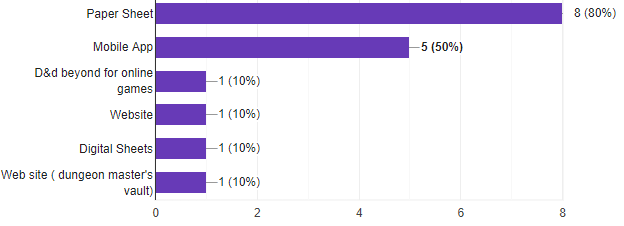 Paper Sheet
8 (80%)
Mobile App
5 (50%)
D&d beyond for online
games
1 (10%)
Website
1 (10%)
Digital Sheets
1 (10%)
Web site ( dungeon master's
vault)
1 (10%)
0 2 4 6 8